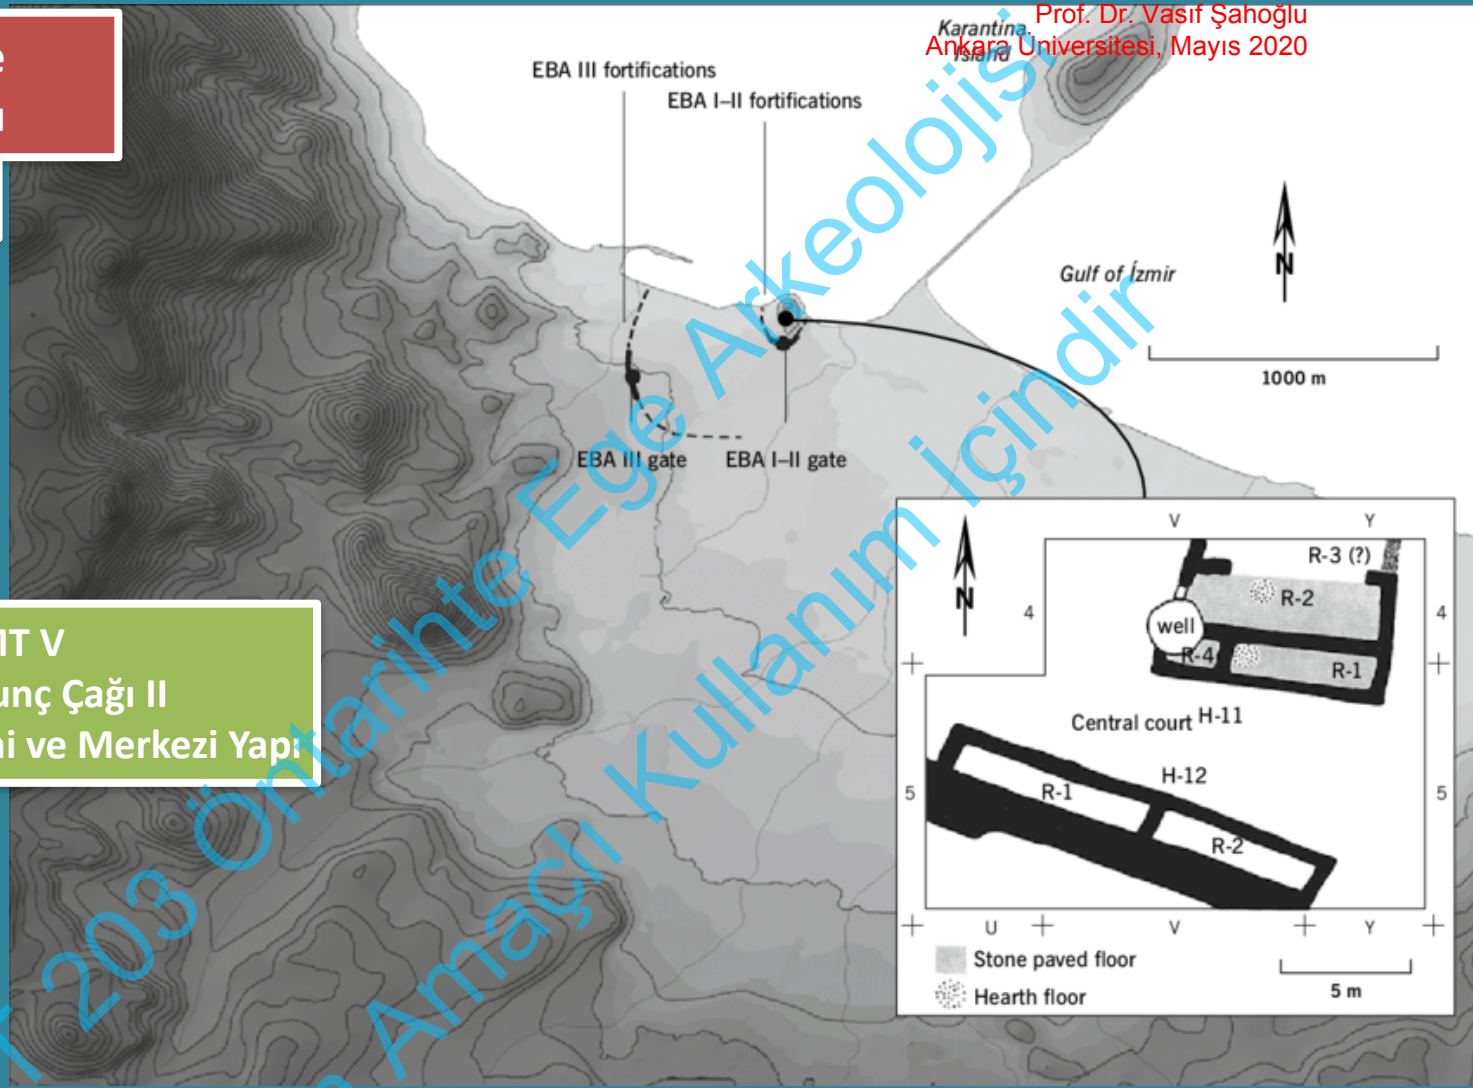 Prof. Dr. Vasıf Şahoğlu
Ankara Üniversitesi, Mayıs 2020
Karantina
Island
EBA III fortifications
EBA I–II fortifications
Gulf of İzmir
N
1000 m
EBA III gate
EBA I–II gate
MT V
Çağı II
ve Merkezi Yapı
203 Öntarihte Ege Arkeolojisi
Amaçlı Kullanım İçindir
V Y
N
R-3 (?)
4 R-2 4
well
R-4 R-1
Central court H-11
H-12
5 R-1 5
R-2
U V Y
Stone paved floor
Hearth floor
5 m